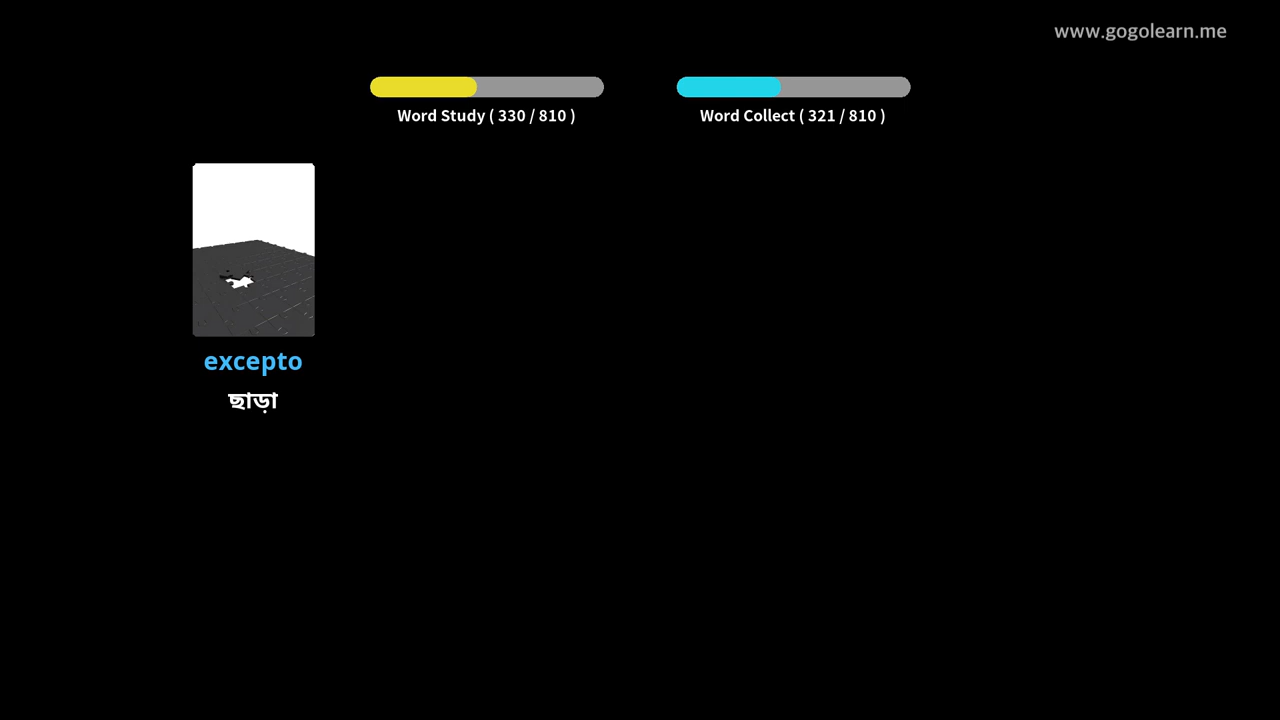 www.gogolearn.me
Word Study ( 330 / 810 )
Word Collect ( 321 / 810 )
excepto
ছাড়া